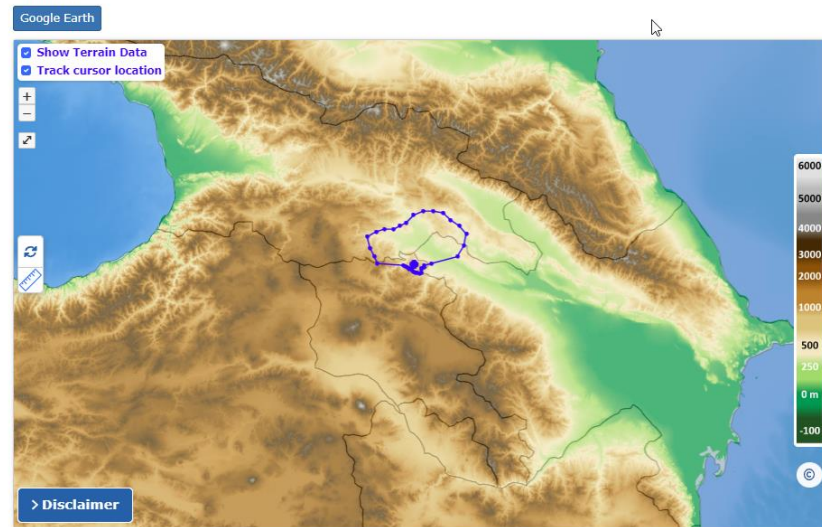 Google Earth
Show Terrain Data
Track cursor location
+
−
6000
5000
4000
3000
2000
1000
500
250
0 m
-100
©
> Disclaimer